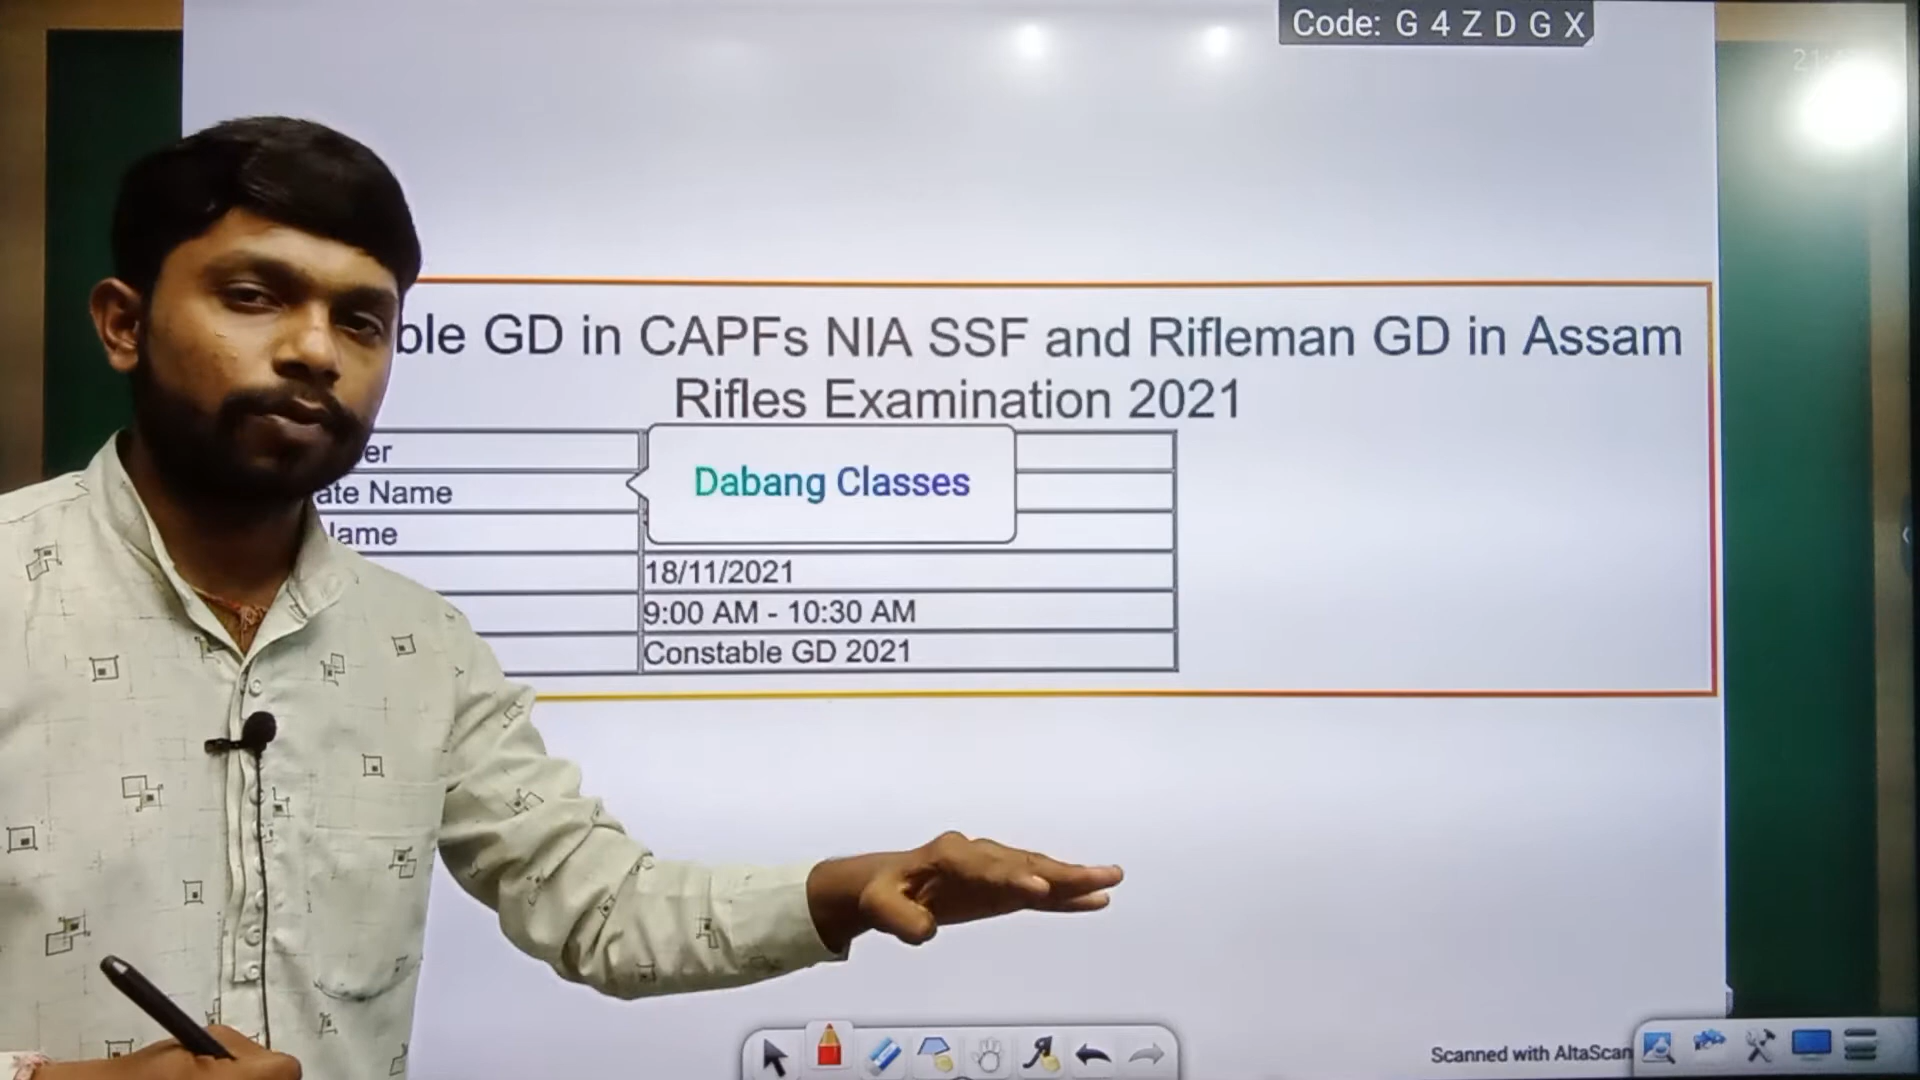 Code: G 4 Z D G X
ble GD in CAPFs NIA SSF and Rifleman GD in Assam
Rifles Examination 2021
er
ate Name
Dabang Classes
lame
18/11/2021
9:00 AM - 10:30 AM
Constable GD 2021
Scanned with AltaScan